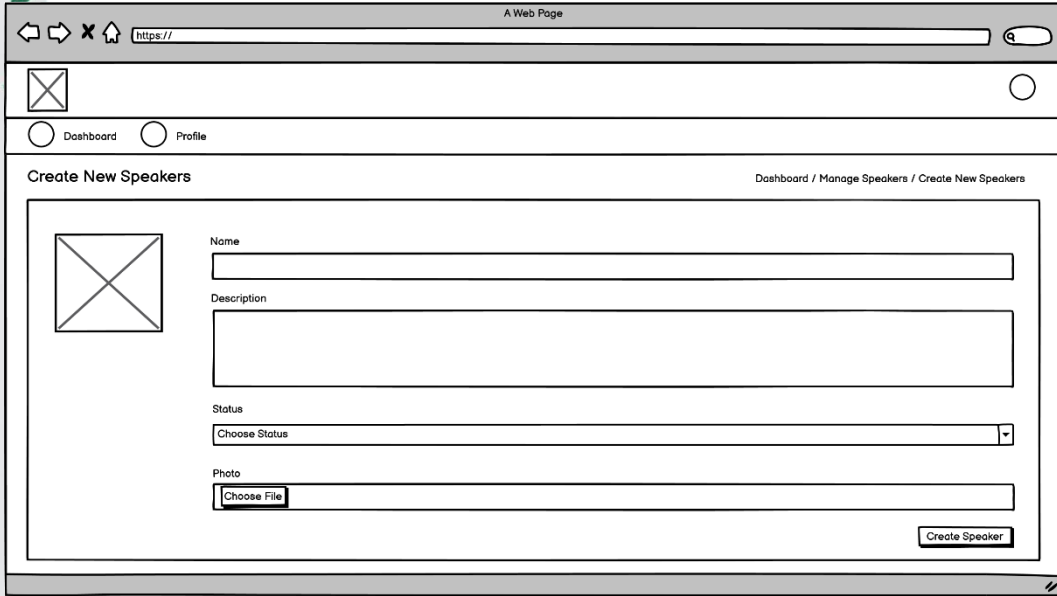 A Web Page
https://
Dashboard Profile
Create New Speakers
Dashboard / Manage Speakers / Create New Speakers
Name
Description
Status
Choose Status
Photo
Choose File
Create Speaker